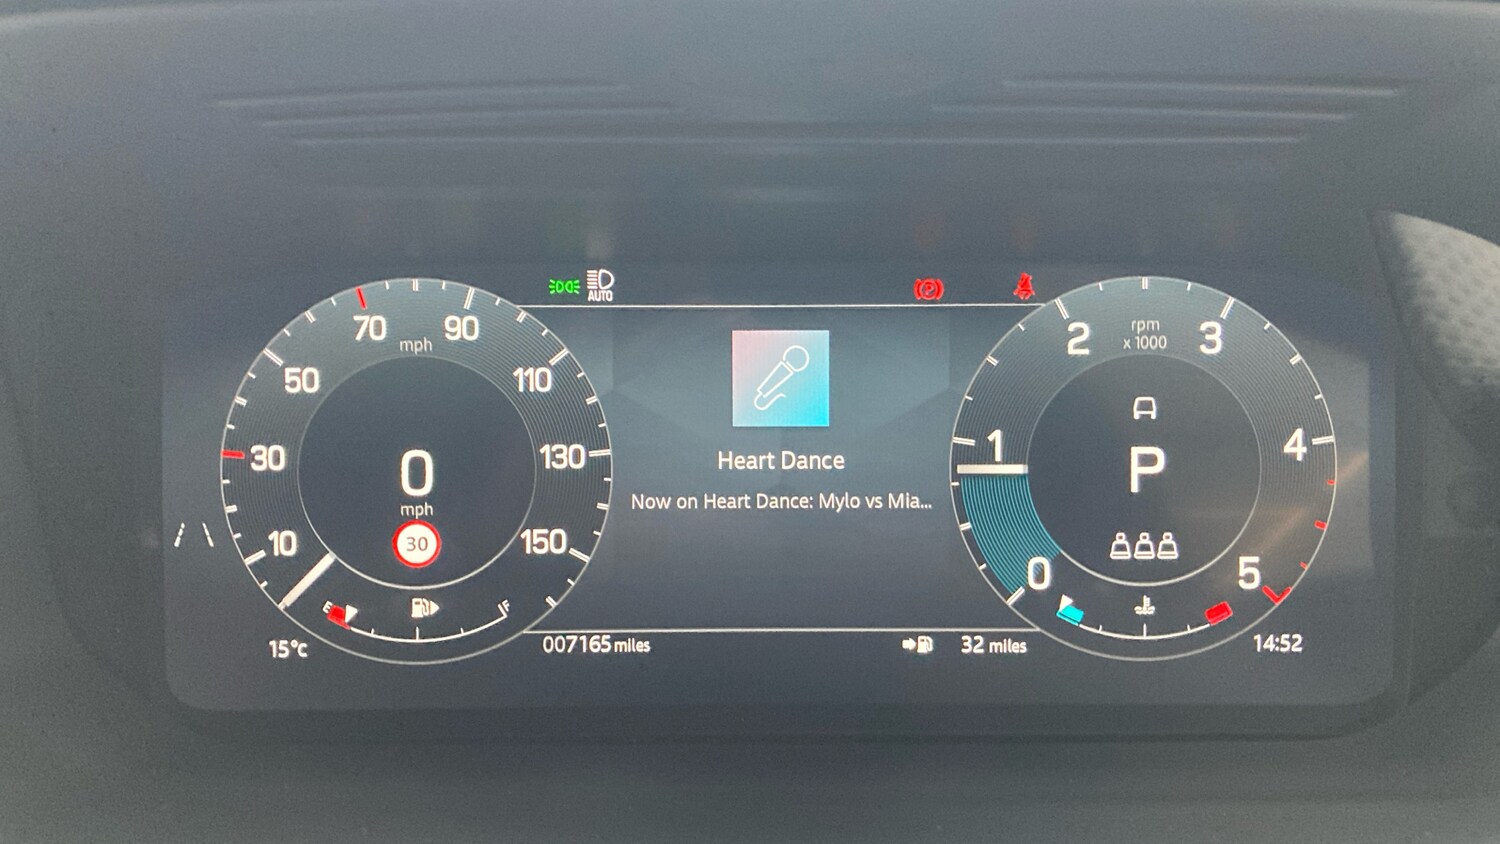 AUTO
P
70
90
mph
50
110
30
130
0
mph
30
10
150
E
F
15°C
007165 miles
Heart Dance
Now on Heart Dance: Mylo vs Mia...
32 miles
2
rpm
x 1000
3
1
4
P
0
5
14:52